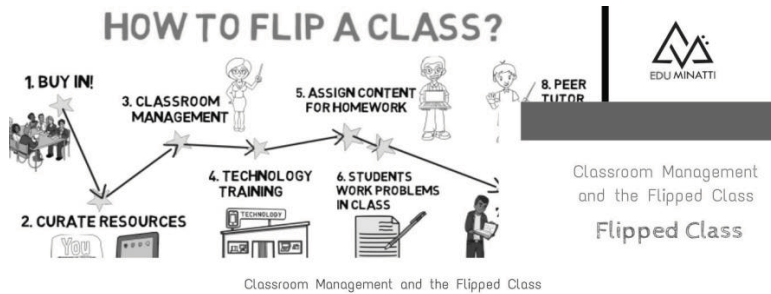 HOW TO FLIP A CLASS?
1. BUY IN!
3. CLASSROOM
MANAGEMENT
5. ASSIGN CONTENT
FOR HOMEWORK
8. PEER
TUTOR
2. CURATE RESOURCES
You
4. TECHNOLOGY
TRAINING
TECHNOLOGY
6. STUDENTS
WORK PROBLEMS
IN CLASS
EDU MINATTI
Classroom Management
and the Flipped Class
Flipped Class
Classroom Management and the Flipped Class